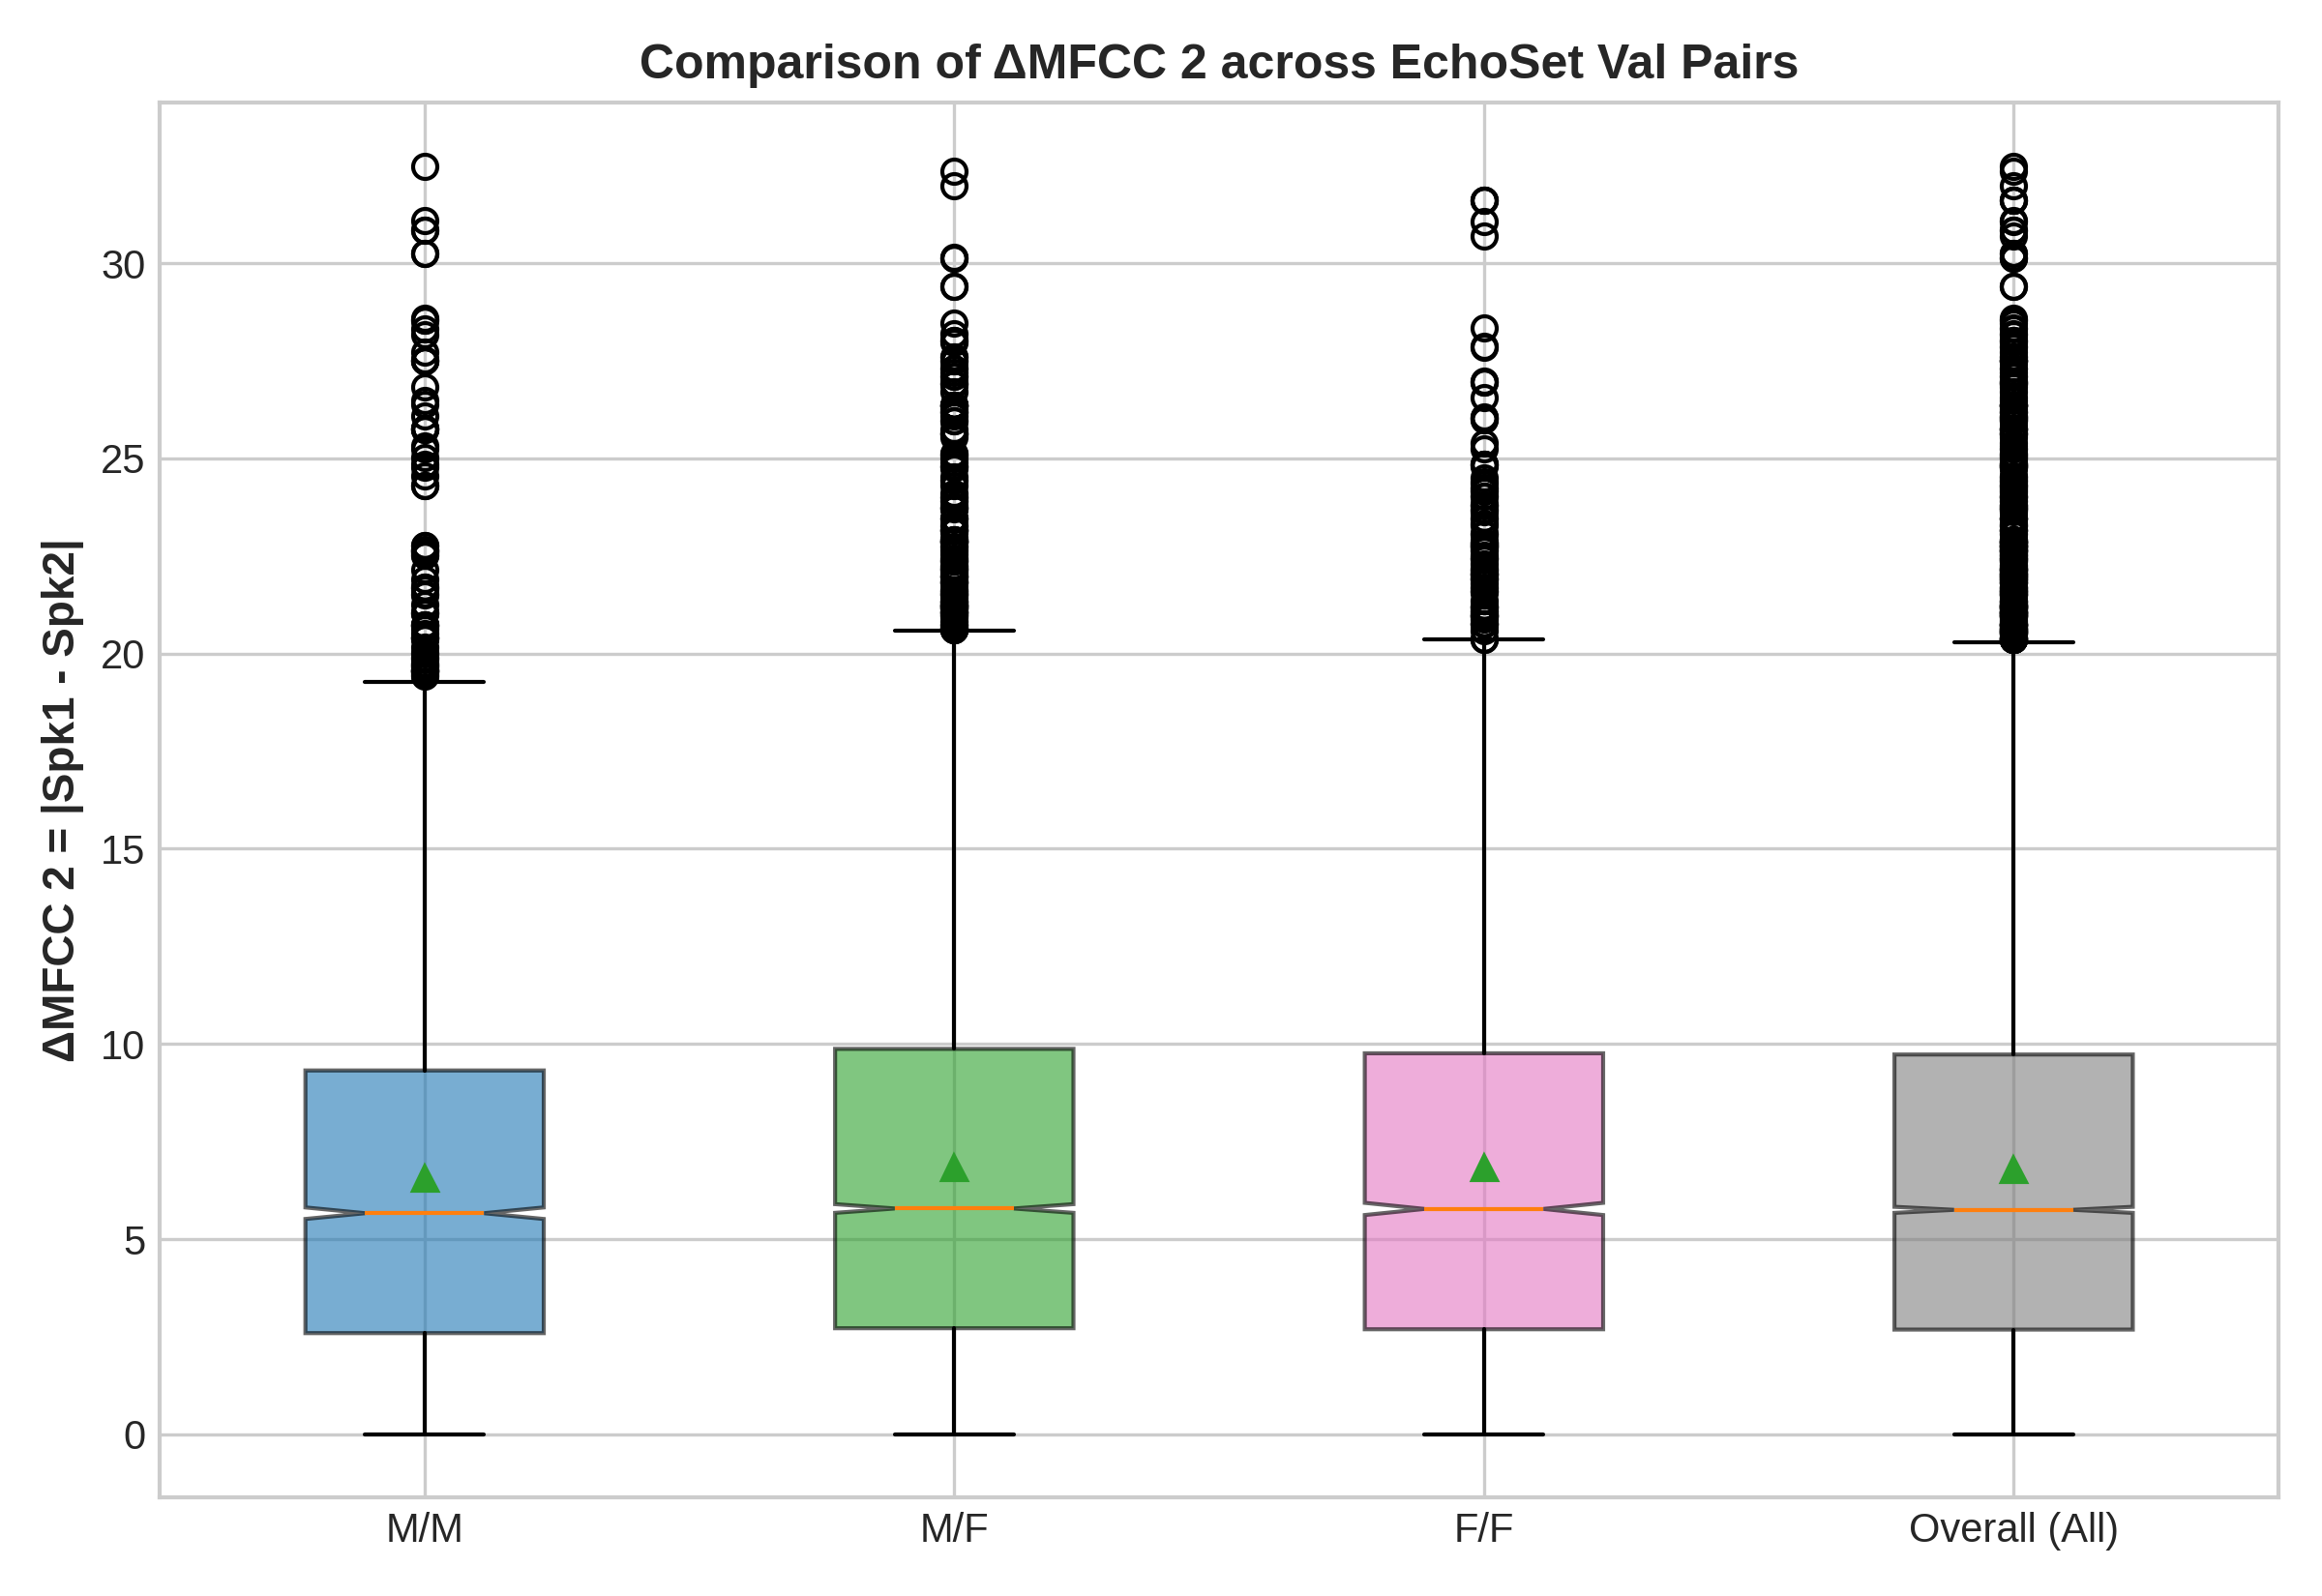 Comparison of ΔMFCC 2 across EchoSet Val Pairs
ΔMFCC 2 = |Spk1 - Spk2|
30
25
20
15
10
5
0
M/M
M/F
F/F
Overall (All)